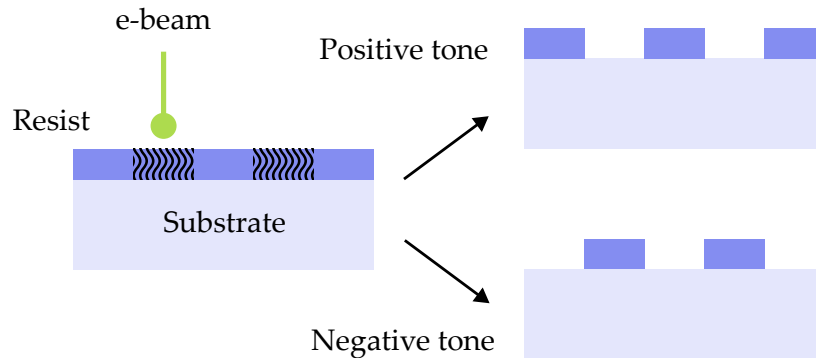 e-beam
Positive tone
Resist
Substrate
Negative tone